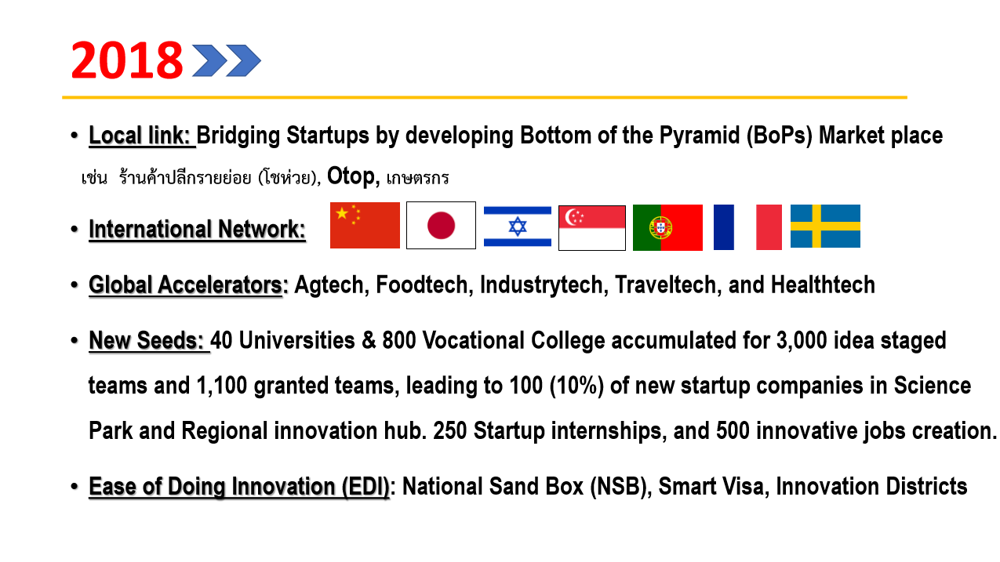 2018
• Local link: Bridging Startups by developing Bottom of the Pyramid (BoPs) Market place
เช่น ร้านค้าปลีกรายย่อย (โชห่วย), Otop, เกษตรกร
• International Network:
• Global Accelerators: Agtech, Foodtech, Industrytech, Traveltech, and Healthtech
• New Seeds: 40 Universities & 800 Vocational College accumulated for 3,000 idea staged
teams and 1,100 granted teams, leading to 100 (10%) of new startup companies in Science
Park and Regional innovation hub. 250 Startup internships, and 500 innovative jobs creation.
• Ease of Doing Innovation (EDI): National Sand Box (NSB), Smart Visa, Innovation Districts